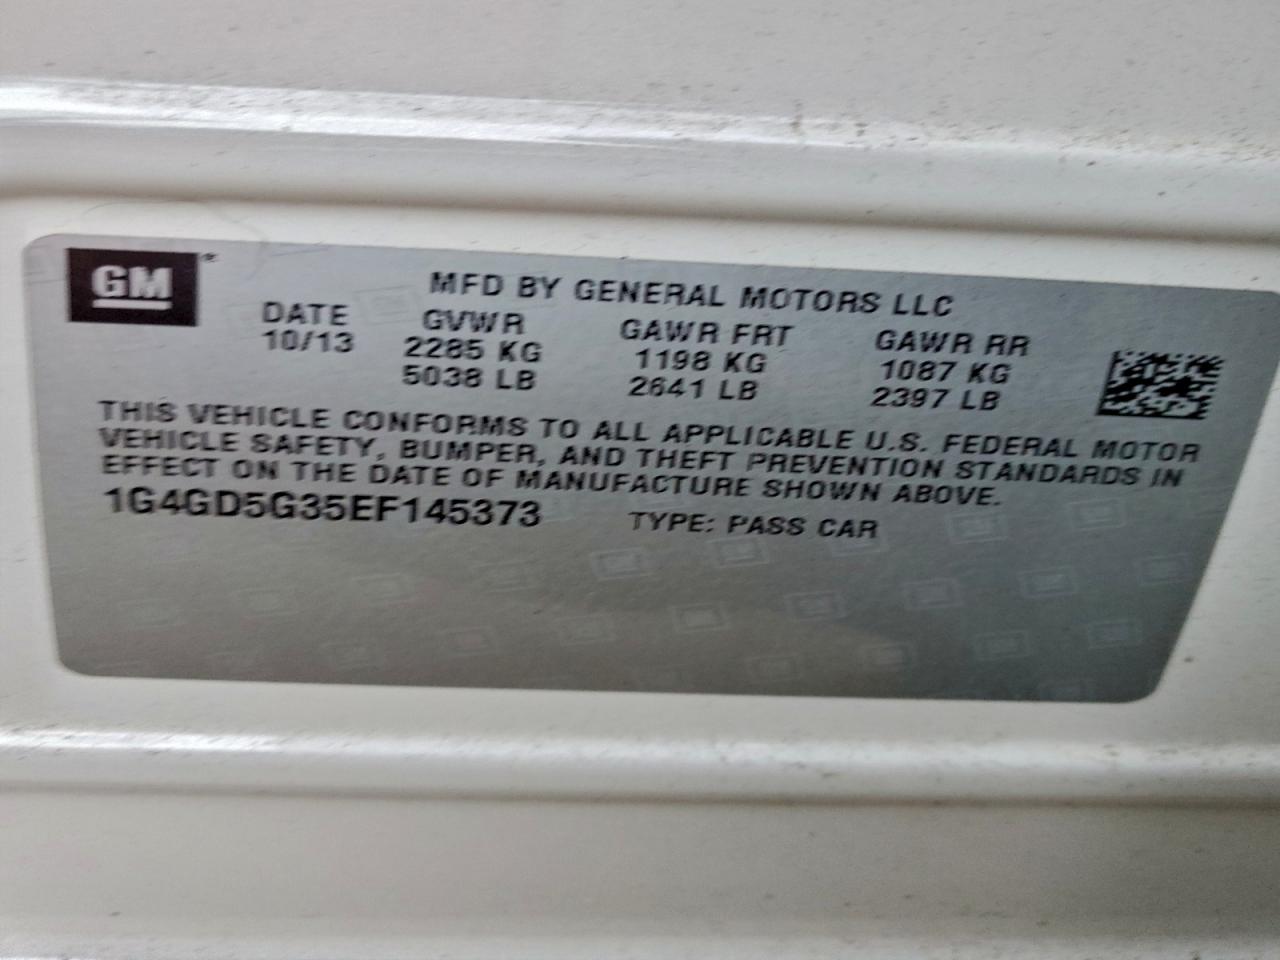 GM
MFD BY GENERAL MOTORS LLC
DATE GVWR GAWR FRT GAWR RR
10/13 2285 KG 1198 KG 1087 KG
5038 LB 2641 LB 2397 LB
THIS VEHICLE CONFORMS TO ALL APPLICABLE U.S. FEDERAL MOTOR
VEHICLE SAFETY, BUMPER, AND THEFT PREVENTION STANDARDS IN
EFFECT ON THE DATE OF MANUFACTURE SHOWN ABOVE.
1G4GD5G35EF145373 TYPE: PASS CAR